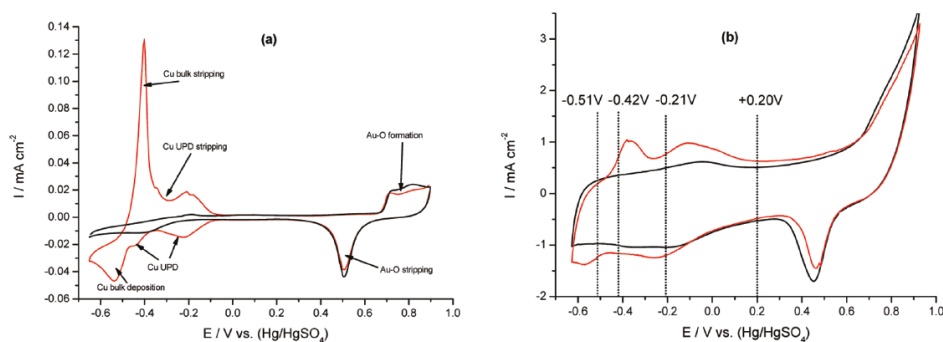 (a)
0.14
0.12
0.10
0.08
0.06
0.04
0.02
0.00
-0.02
-0.04
-0.06
I / mA cm-2
Cu bulk stripping
Cu UPD stripping
Au-O formation
Cu UPD
Cu bulk deposition
Au-O stripping
-0.6 -0.4 -0.2 0.0 0.2 0.4 0.6 0.8 1.0
E / V vs. (Hg/HgSO4)
(b)
3
2
1
0
-1
-2
I / mA cm-2
-0.51V
-0.42V
-0.21V
+0.20V
-0.6 -0.4 -0.2 0.0 0.2 0.4 0.6 0.8 1.0
E / V vs. (Hg/HgSO4)